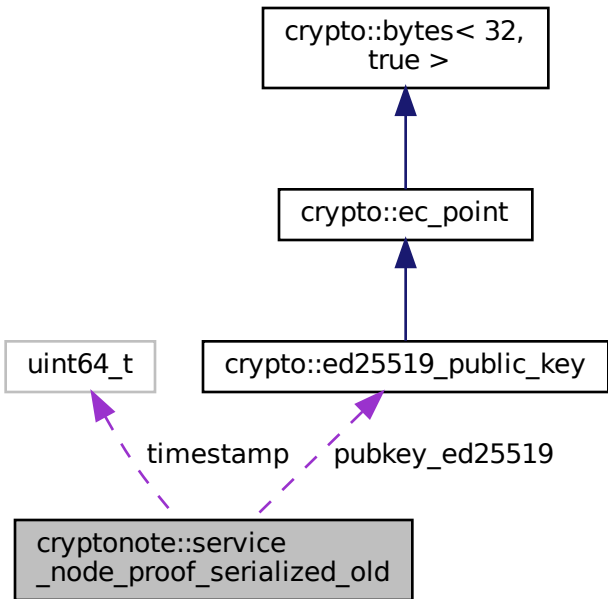 crypto::bytes< 32,
true >
crypto::ec_point
uint64_t
crypto::ed25519_public_key
timestamp
pubkey_ed25519
cryptonote::service
_node_proof_serialized_old